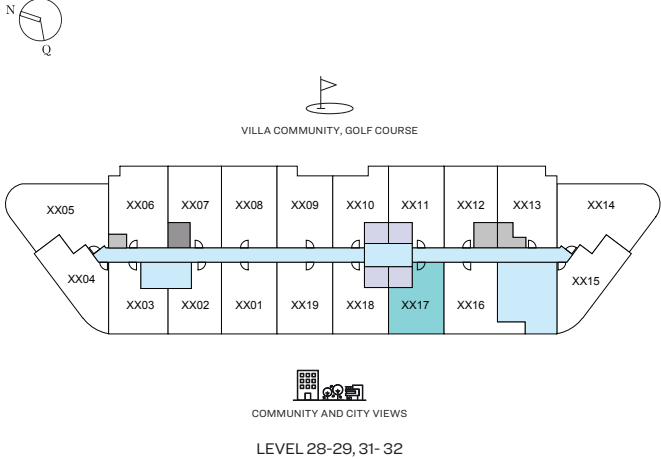 N
Q
VILLA COMMUNITY, GOLF COURSE
XX05 XX06 XX07 XX08 XX09 XX10 XX11 XX12 XX13 XX14
XX04 XX03 XX02 XX01 XX19 XX18 XX17 XX16 XX15
COMMUNITY AND CITY VIEWS
LEVEL 28-29, 31- 32